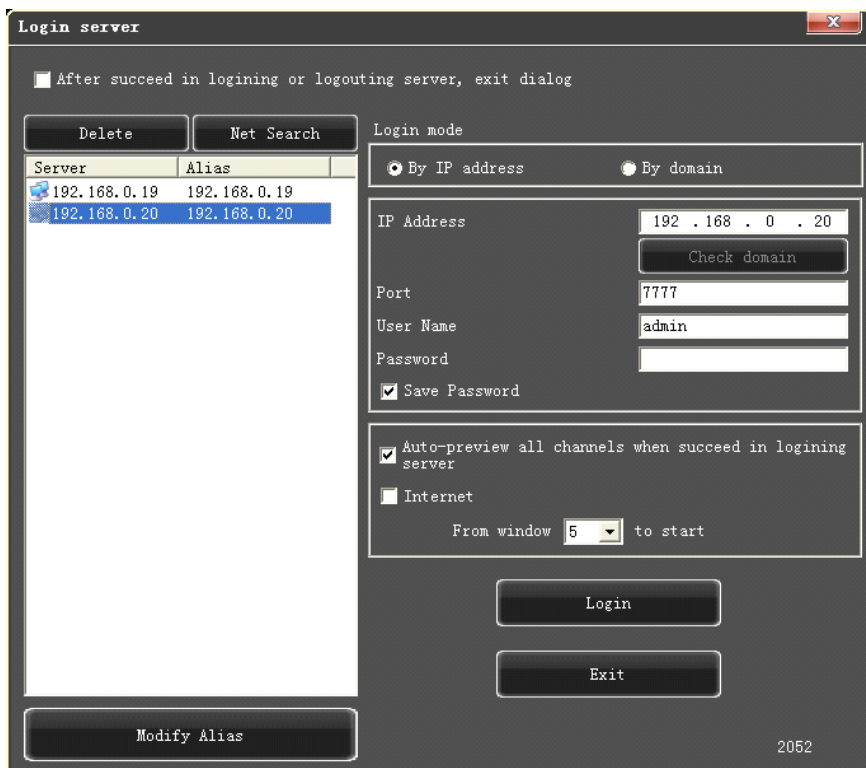 Login server
After succeed in logining or logouting server, exit dialog
Delete
Net Search
Server
Alias
192.168.0.19
192.168.0.19
192.168.0.20
192.168.0.20
Modify Alias
Login mode
By IP address
By domain
IP Address
192 . 168 . 0 . 20
Check domain
Port
7777
User Name
admin
Password
Save Password
Auto-preview all channels when succeed in logining
server
Internet
From window
5
to start
Login
Exit
2052